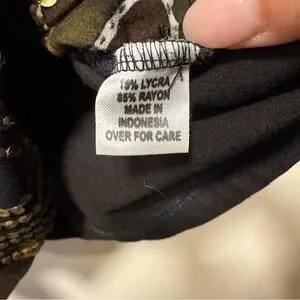 15% LYCRA
85% RAYON
MADE IN
INDONESIA
OVER FOR CARE